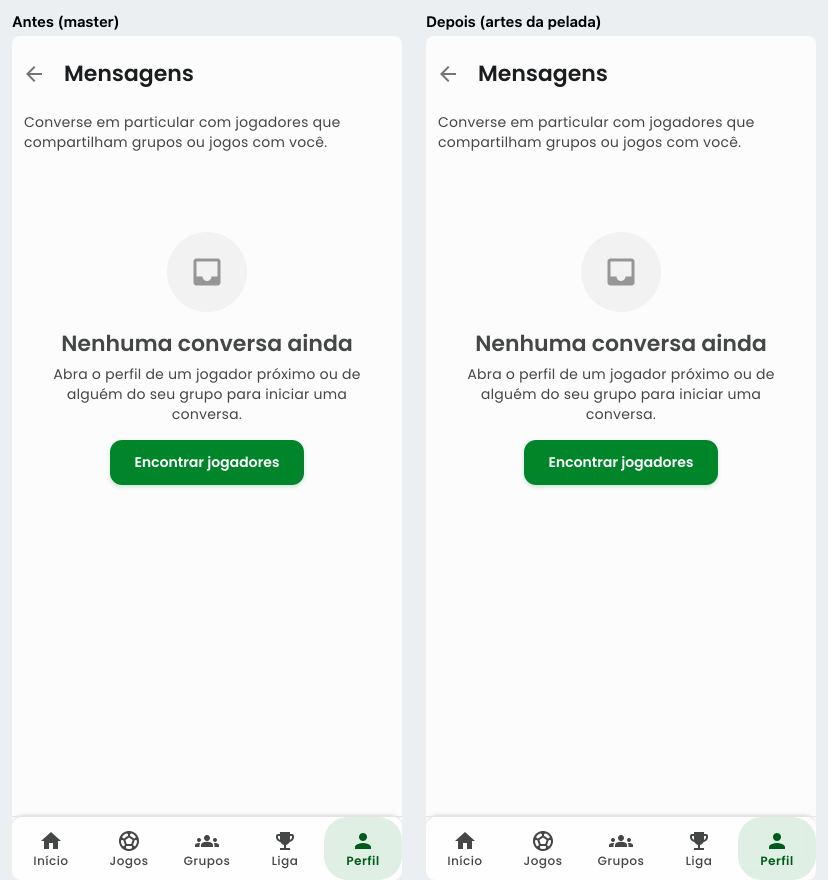 Antes (master)
Mensagens
Converse em particular com jogadores que
compartilham grupos ou jogos com você.
Nenhuma conversa ainda
Abra o perfil de um jogador próximo ou de
alguém do seu grupo para iniciar uma
conversa.
Encontrar jogadores
Início Jogos Grupos Liga Perfil
Depois (artes da pelada)
Mensagens
Converse em particular com jogadores que
compartilham grupos ou jogos com você.
Nenhuma conversa ainda
Abra o perfil de um jogador próximo ou de
alguém do seu grupo para iniciar uma
conversa.
Encontrar jogadores
Início Jogos Grupos Liga Perfil